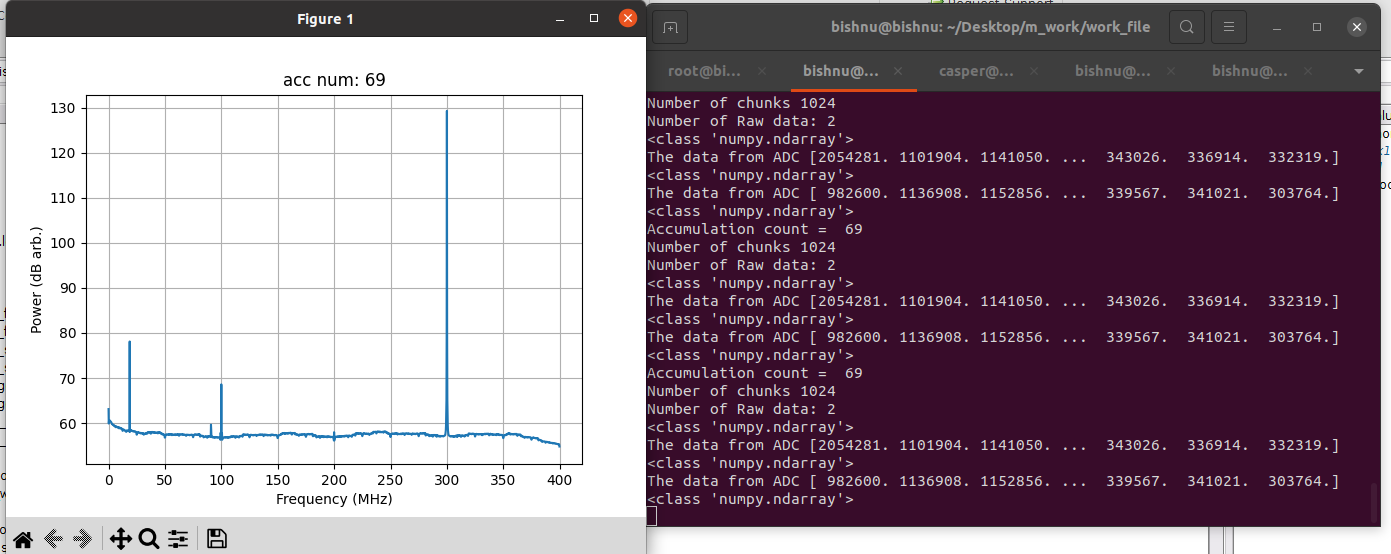 Request Support
Figure 1
acc num: 69
130
120
110
100
90
80
70
60
Power (dB arb.)
0
50
100
150
200
250
300
350
400
Frequency (MHz)
bishnu@bishnu: ~/Desktop/m_work/work_file
root@bi...
bishnu@...
casper@...
bishnu@...
bishnu@...
Number of chunks 1024
Number of Raw data: 2
<class 'numpy.ndarray'>
The data from ADC [2054281. 1101904. 1141050. ...  343026.  336914.  332319.]
<class 'numpy.ndarray'>
The data from ADC [ 982600. 1136908. 1152856. ...  339567.  341021.  303764.]
<class 'numpy.ndarray'>
Accumulation count =  69
Number of chunks 1024
Number of Raw data: 2
<class 'numpy.ndarray'>
The data from ADC [2054281. 1101904. 1141050. ...  343026.  336914.  332319.]
<class 'numpy.ndarray'>
The data from ADC [ 982600. 1136908. 1152856. ...  339567.  341021.  303764.]
<class 'numpy.ndarray'>
Accumulation count =  69
Number of chunks 1024
Number of Raw data: 2
<class 'numpy.ndarray'>
The data from ADC [2054281. 1101904. 1141050. ...  343026.  336914.  332319.]
<class 'numpy.ndarray'>
The data from ADC [ 982600. 1136908. 1152856. ...  339567.  341021.  303764.]
<class 'numpy.ndarray'>